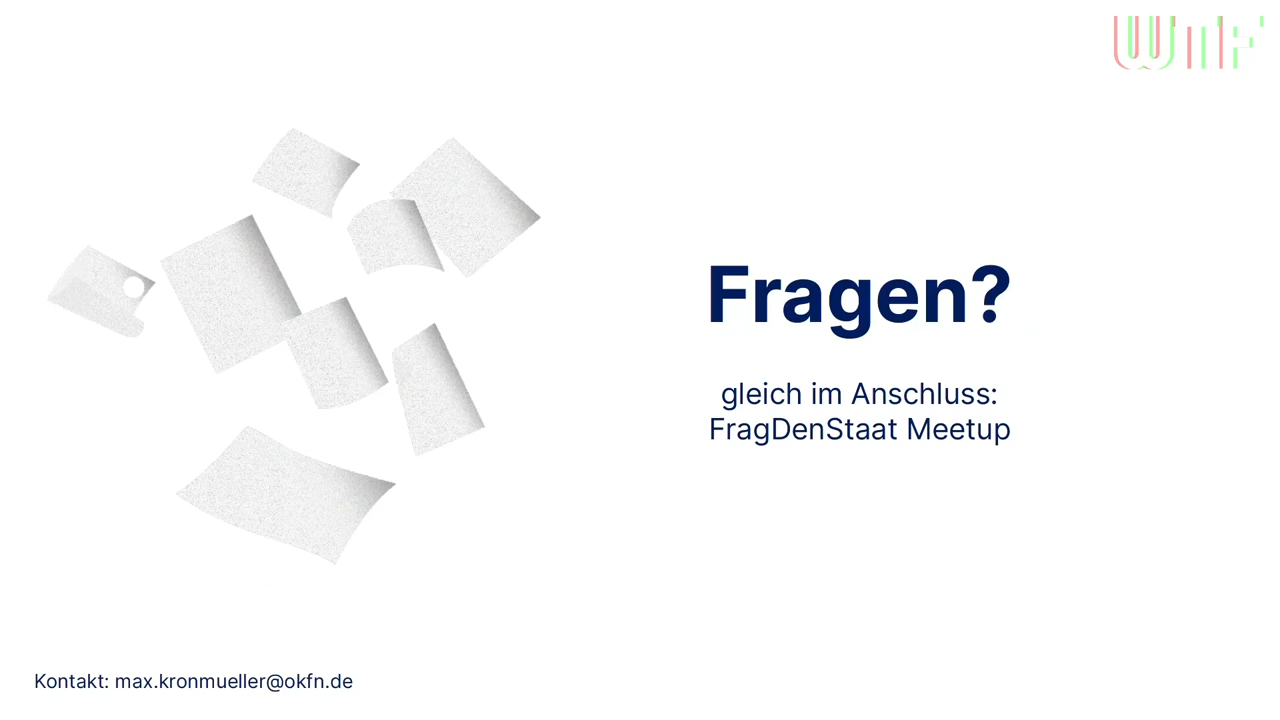 Fragen?
gleich im Anschluss:
FragDenStaat Meetup
Kontakt: max.kronmueller@okfn.de